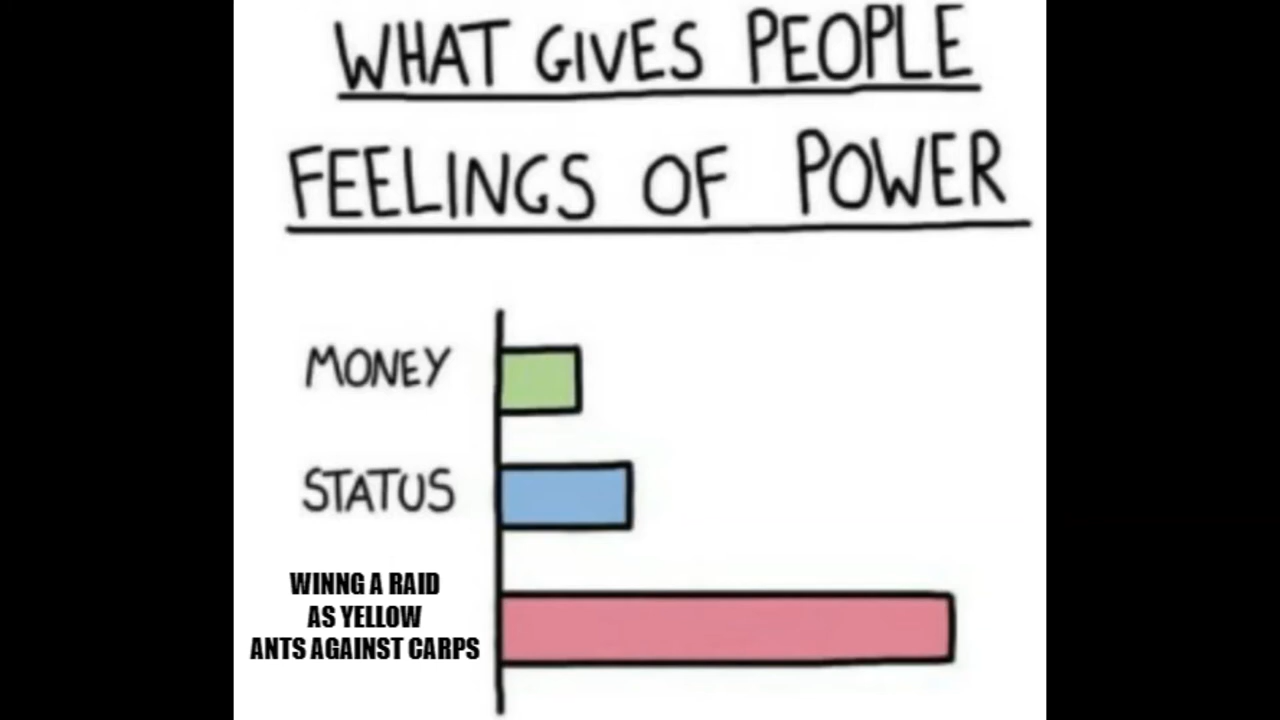 WHAT GIVES PEOPLE
FEELINGS OF POWER
MONEY
STATUS
WINNG A RAID
AS YELLOW
ANTS AGAINST CARPS